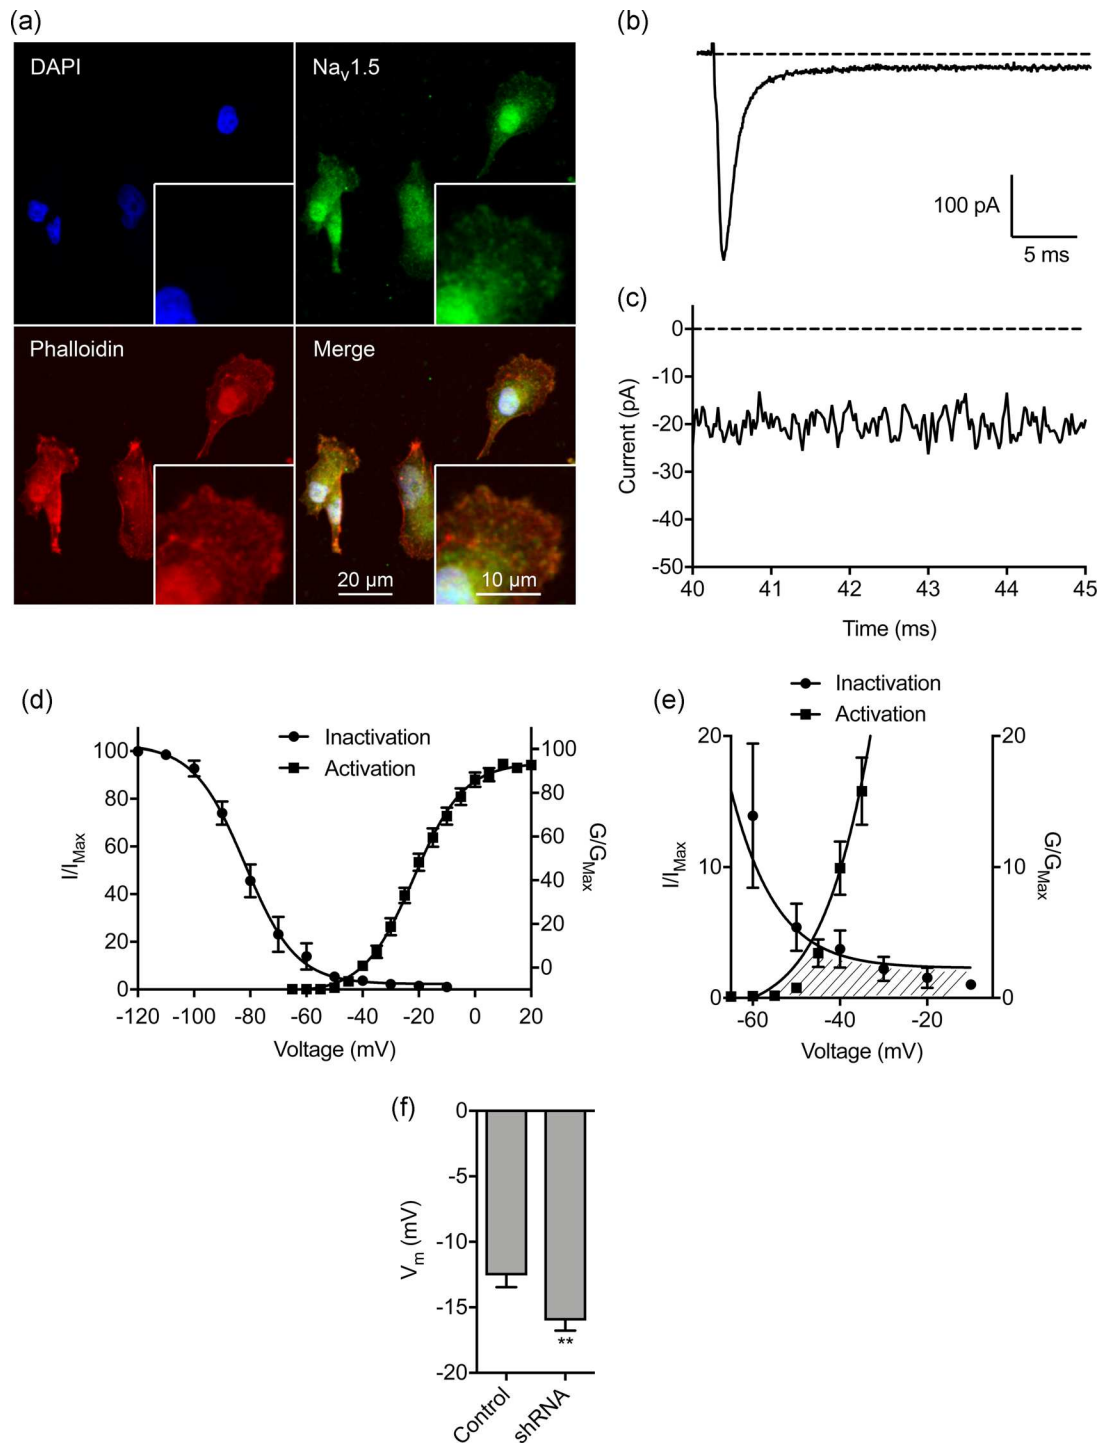 (a)
DAPI
Nav1.5
Phalloidin
Merge
20 µm
10 µm
(b)
100 pA
5 ms
(c)
0
-10
-20
-30
-40
-50
Current (pA)
40 41 42 43 44 45
Time (ms)
(d)
Inactivation
Activation
100
80
60
40
20
0
I/IMax
100
80
60
40
20
0
G/GMax
-120 -100 -80 -60 -40 -20 0 20
Voltage (mV)
(e)
Inactivation
Activation
20
10
0
I/IMax
20
10
0
G/GMax
-60 -40 -20
Voltage (mV)
(f)
0
-5
-10
-15
-20
Vm (mV)
**
Control
shRNA